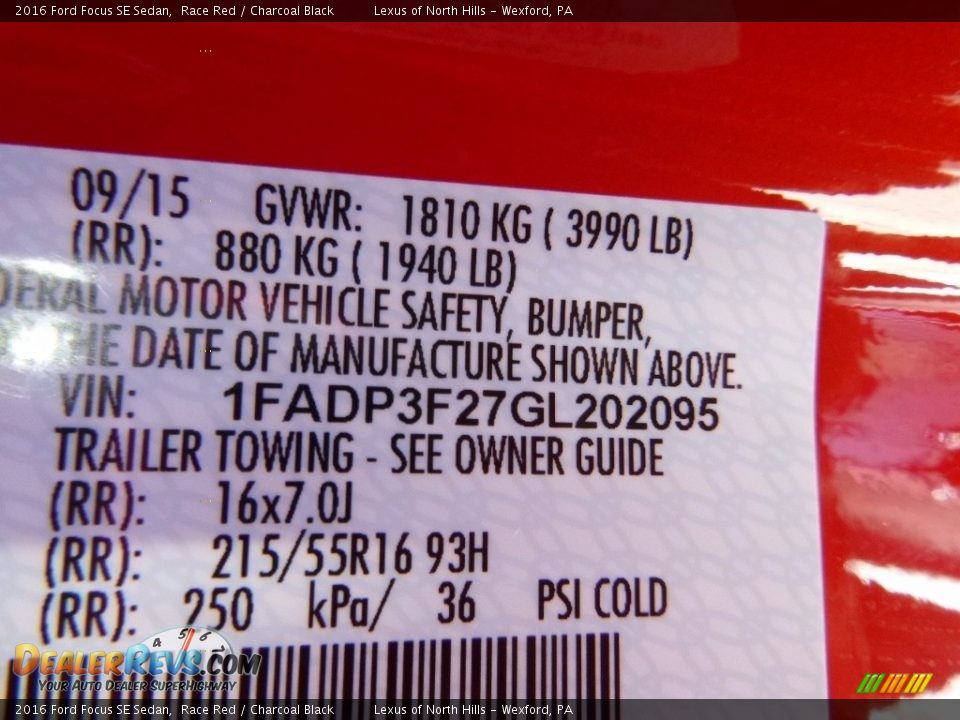 2016 Ford Focus SE Sedan, Race Red / Charcoal Black Lexus of North Hills - Wexford, PA
...
09/15 GVWR: 1810 KG ( 3990 LB)
(RR): 880 KG ( 1940 LB)
DERAL MOTOR VEHICLE SAFETY, BUMPER,
THE DATE OF MANUFACTURE SHOWN ABOVE.
VIN: 1FADP3F27GL202095
TRAILER TOWING - SEE OWNER GUIDE
(RR): 16x7.0J
(RR): 215/55R16 93H
(RR): 250 kPa/ 36 PSI COLD
4 5 6
DEALERREVS.COM
YOUR AUTO DEALER SUPERHIGHWAY
2016 Ford Focus SE Sedan, Race Red / Charcoal Black Lexus of North Hills - Wexford, PA